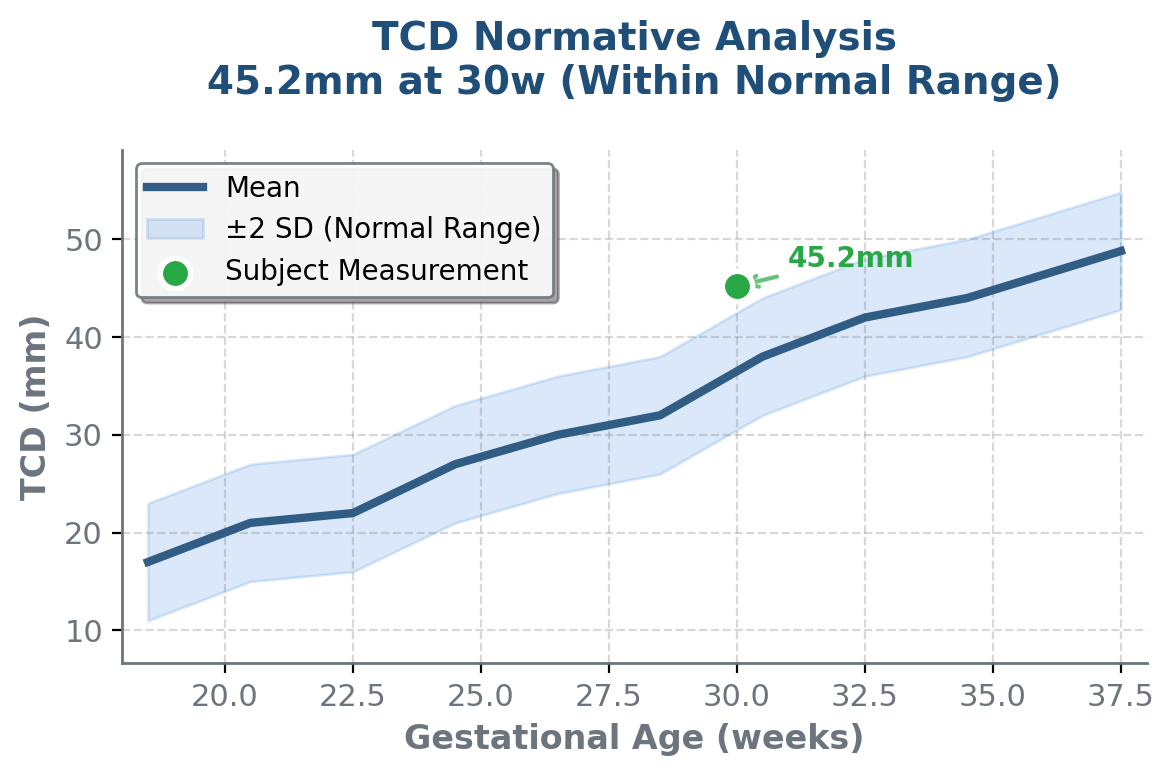 TCD Normative Analysis
45.2mm at 30w (Within Normal Range)
Mean
±2 SD (Normal Range)
Subject Measurement
45.2mm
TCD (mm)
50
40
30
20
10
20.0 22.5 25.0 27.5 30.0 32.5 35.0 37.5
Gestational Age (weeks)